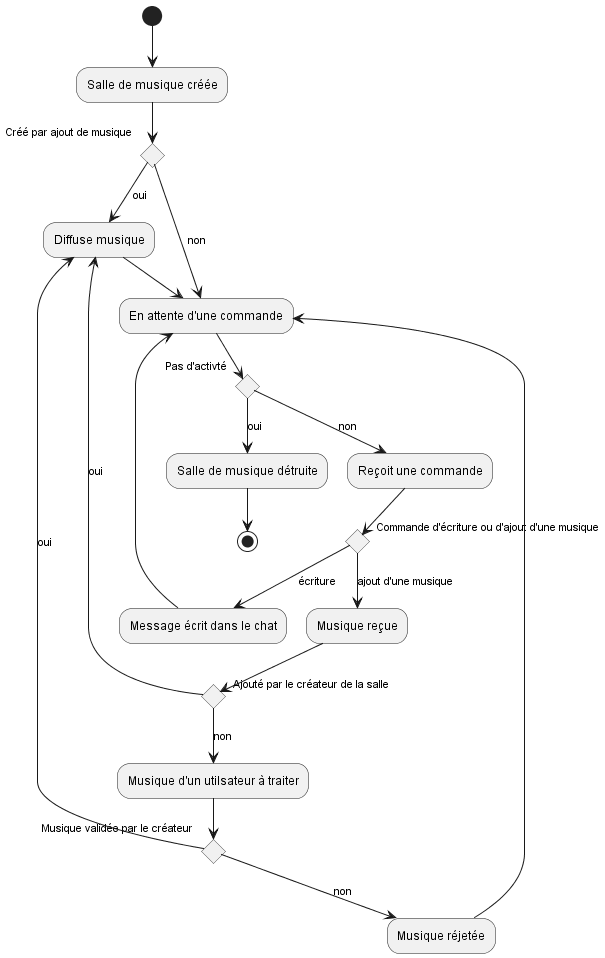 Salle de musique créée
Créé par ajout de musique
oui
non
Diffuse musique
En attente d'une commande
Pas d'activté
oui
non
Salle de musique détruite
Reçoit une commande
Commande d'écriture ou d'ajout d'une musique
écriture
ajout d'une musique
Message écrit dans le chat
Musique reçue
oui
Ajouté par le créateur de la salle
non
Musique d'un utilsateur à traiter
oui
Musique validée par le créateur
non
Musique réjetée